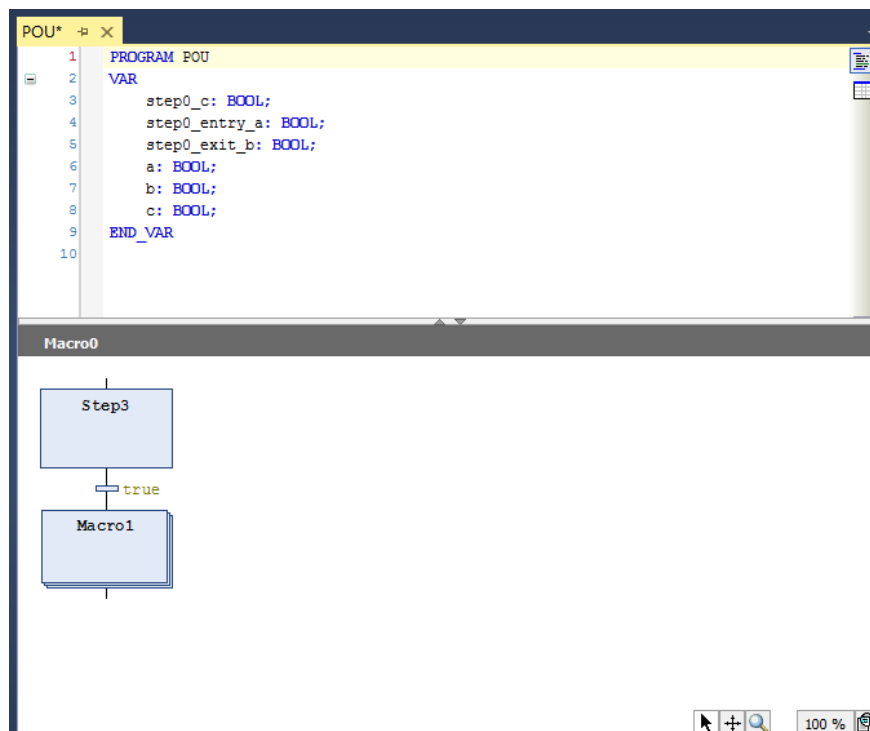 POU*
1 PROGRAM POU
2 VAR
3 step0_c: BOOL;
4 step0_entry_a: BOOL;
5 step0_exit_b: BOOL;
6 a: BOOL;
7 b: BOOL;
8 c: BOOL;
9 END_VAR
10
Macro0
Step3
true
Macro1
100 %